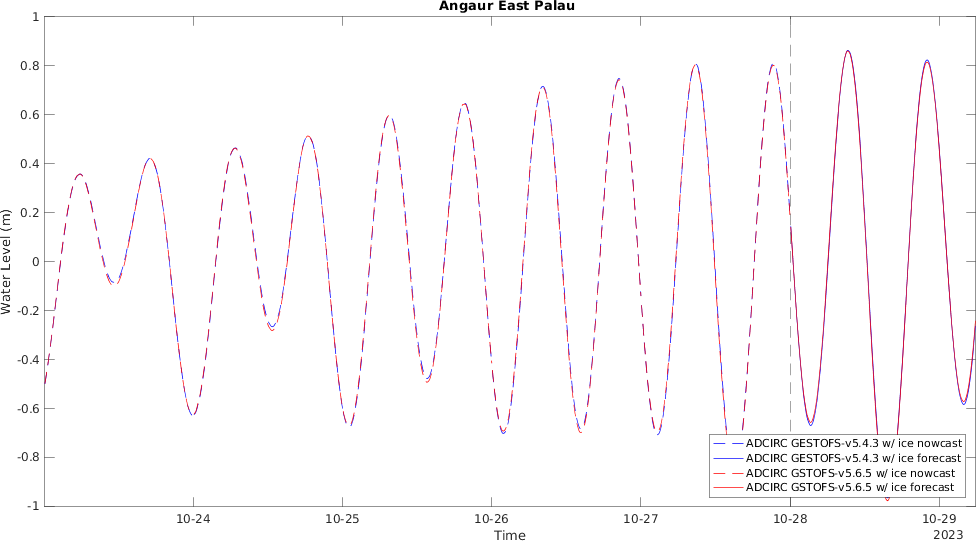 Angaur East Palau
1
0.8
0.6
0.4
0.2
0
-0.2
-0.4
-0.6
-0.8
-1
Water Level (m)
ADCIRC GESTOFS-v5.4.3 w/ ice nowcast
ADCIRC GESTOFS-v5.4.3 w/ ice forecast
ADCIRC GSTOFS-v5.6.5 w/ ice nowcast
ADCIRC GSTOFS-v5.6.5 w/ ice forecast
10-24 10-25 10-26 10-27 10-28 10-29
Time 2023